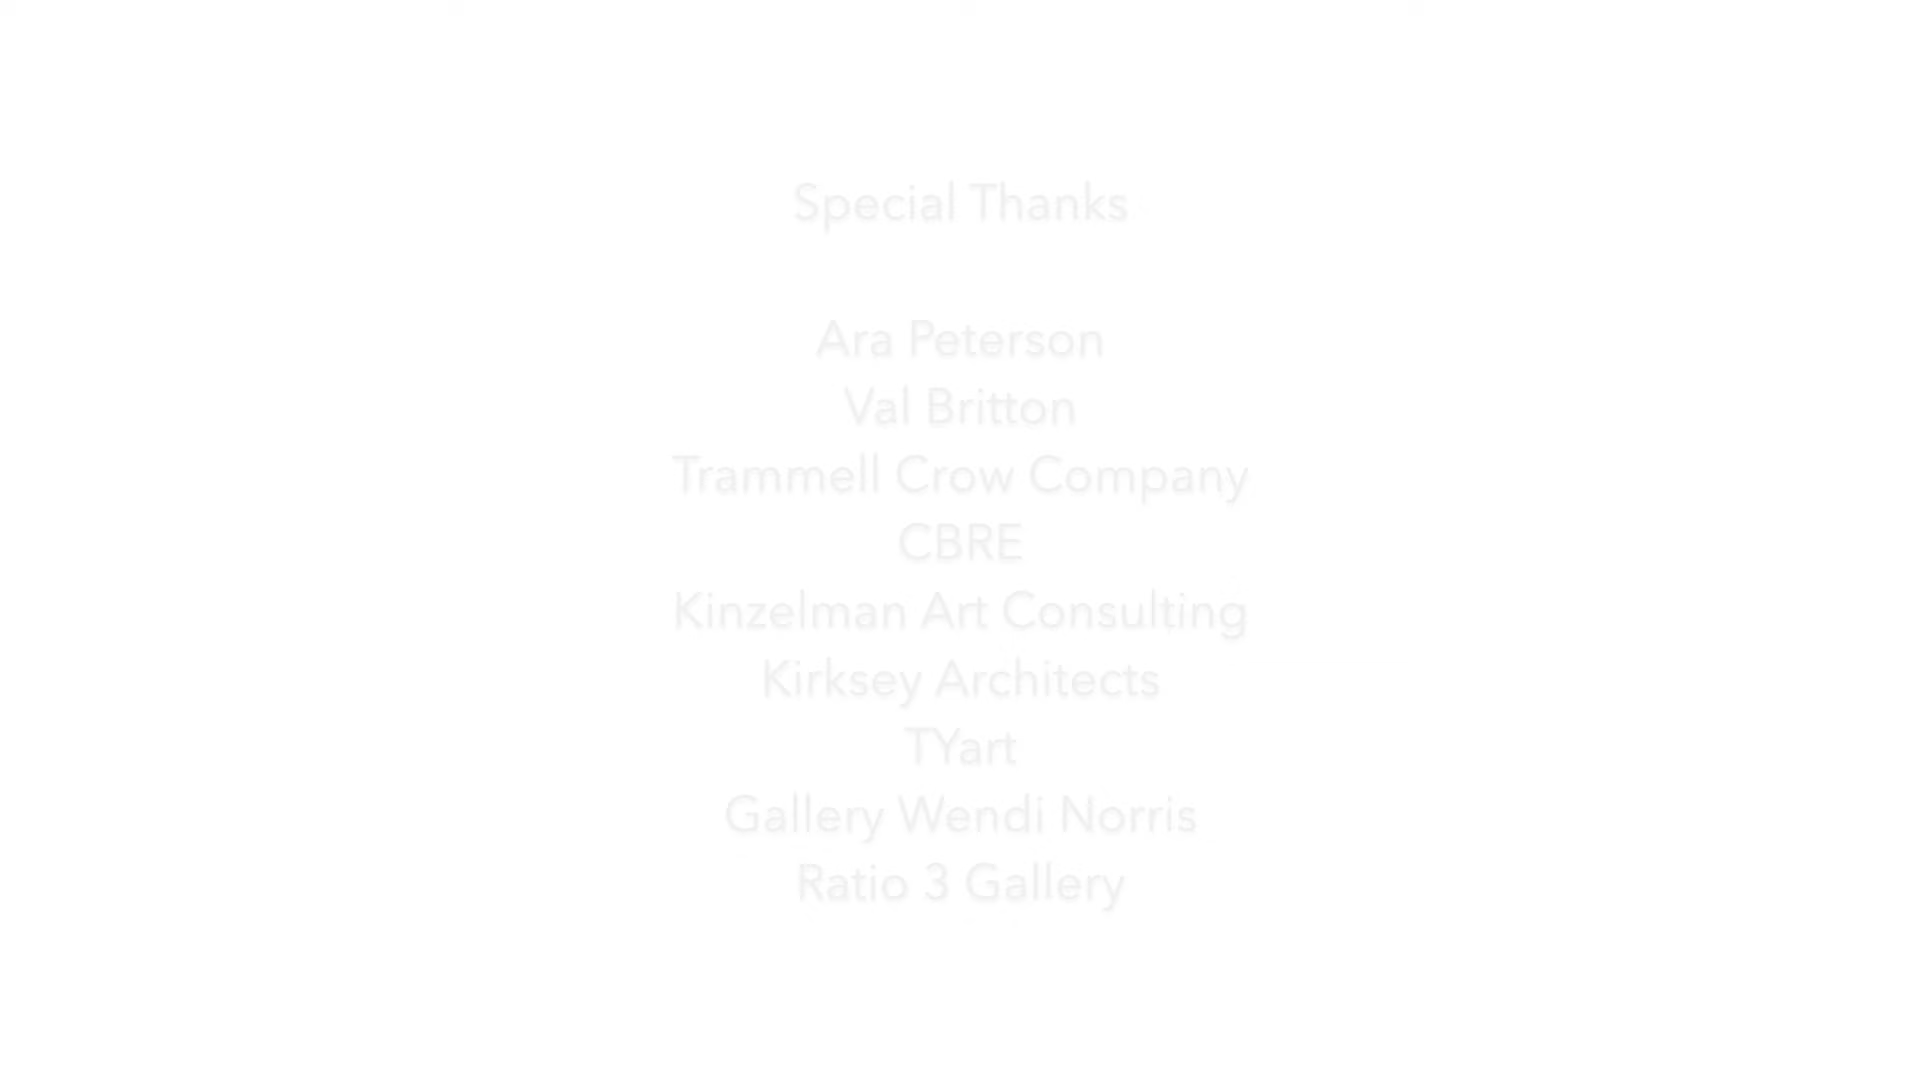 Special Thanks
Ara Peterson
Val Britton
Trammell Crow Company
CBRE
Kinzelman Art Consulting
Kirksey Architects
TYart
Gallery Wendi Norris
Ratio 3 Gallery